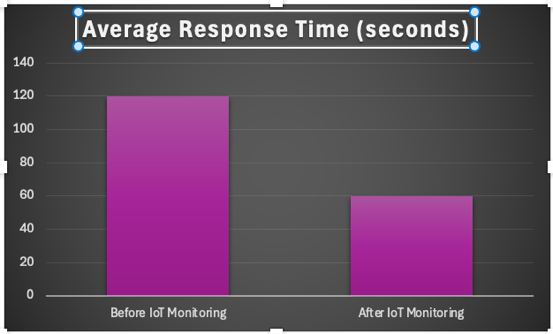 Average Response Time (seconds)
140
120
100
80
60
40
20
0
Before IoT Monitoring
After IoT Monitoring